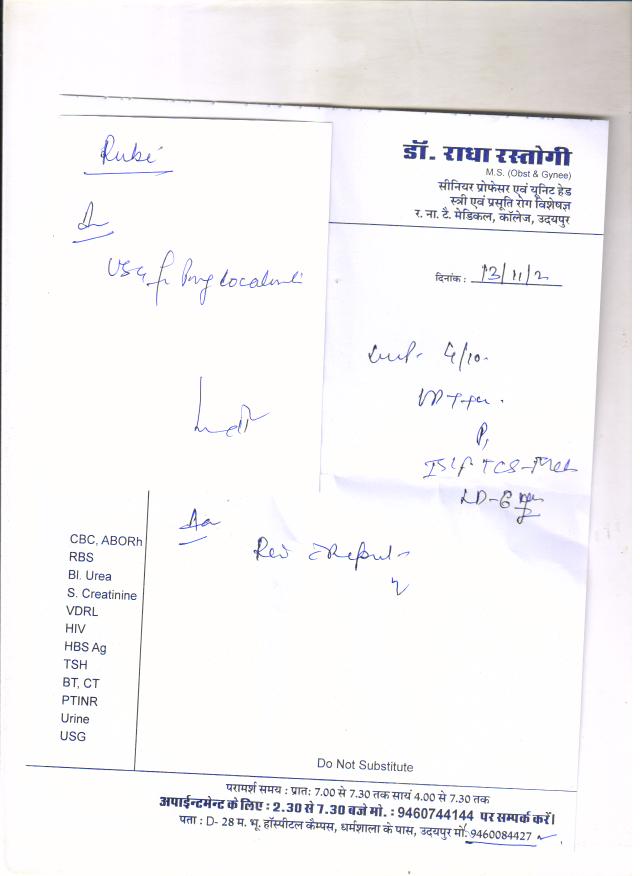 Rubi
डॉ. राधा रस्तोगी
M.S. (Obst & Gynee)
सीनियर प्रोफेसर एवं यूनिट हेड
स्त्री एवं प्रसूति रोग विशेषज्ञ
र. ना. टै. मेडिकल, कॉलेज, उदयपुर
दिनांक : 13/11/2
USG
4/10.
P1
CBC, ABORh
RBS
Bl. Urea
S. Creatinine
VDRL
HIV
HBS Ag
TSH
BT, CT
PTINR
Urine
USG
Do Not Substitute
परामर्श समय : प्रातः 7.00 से 7.30 तक सायं 4.00 से 7.30 तक
अपाईन्टमेन्ट के लिए : 2.30 से 7.30 बजे मो. : 9460744144 पर सम्पर्क करें।
पता : D- 28 म. भू. हॉस्पीटल कैम्पस, धर्मशाला के पास, उदयपुर मो. 9460084427